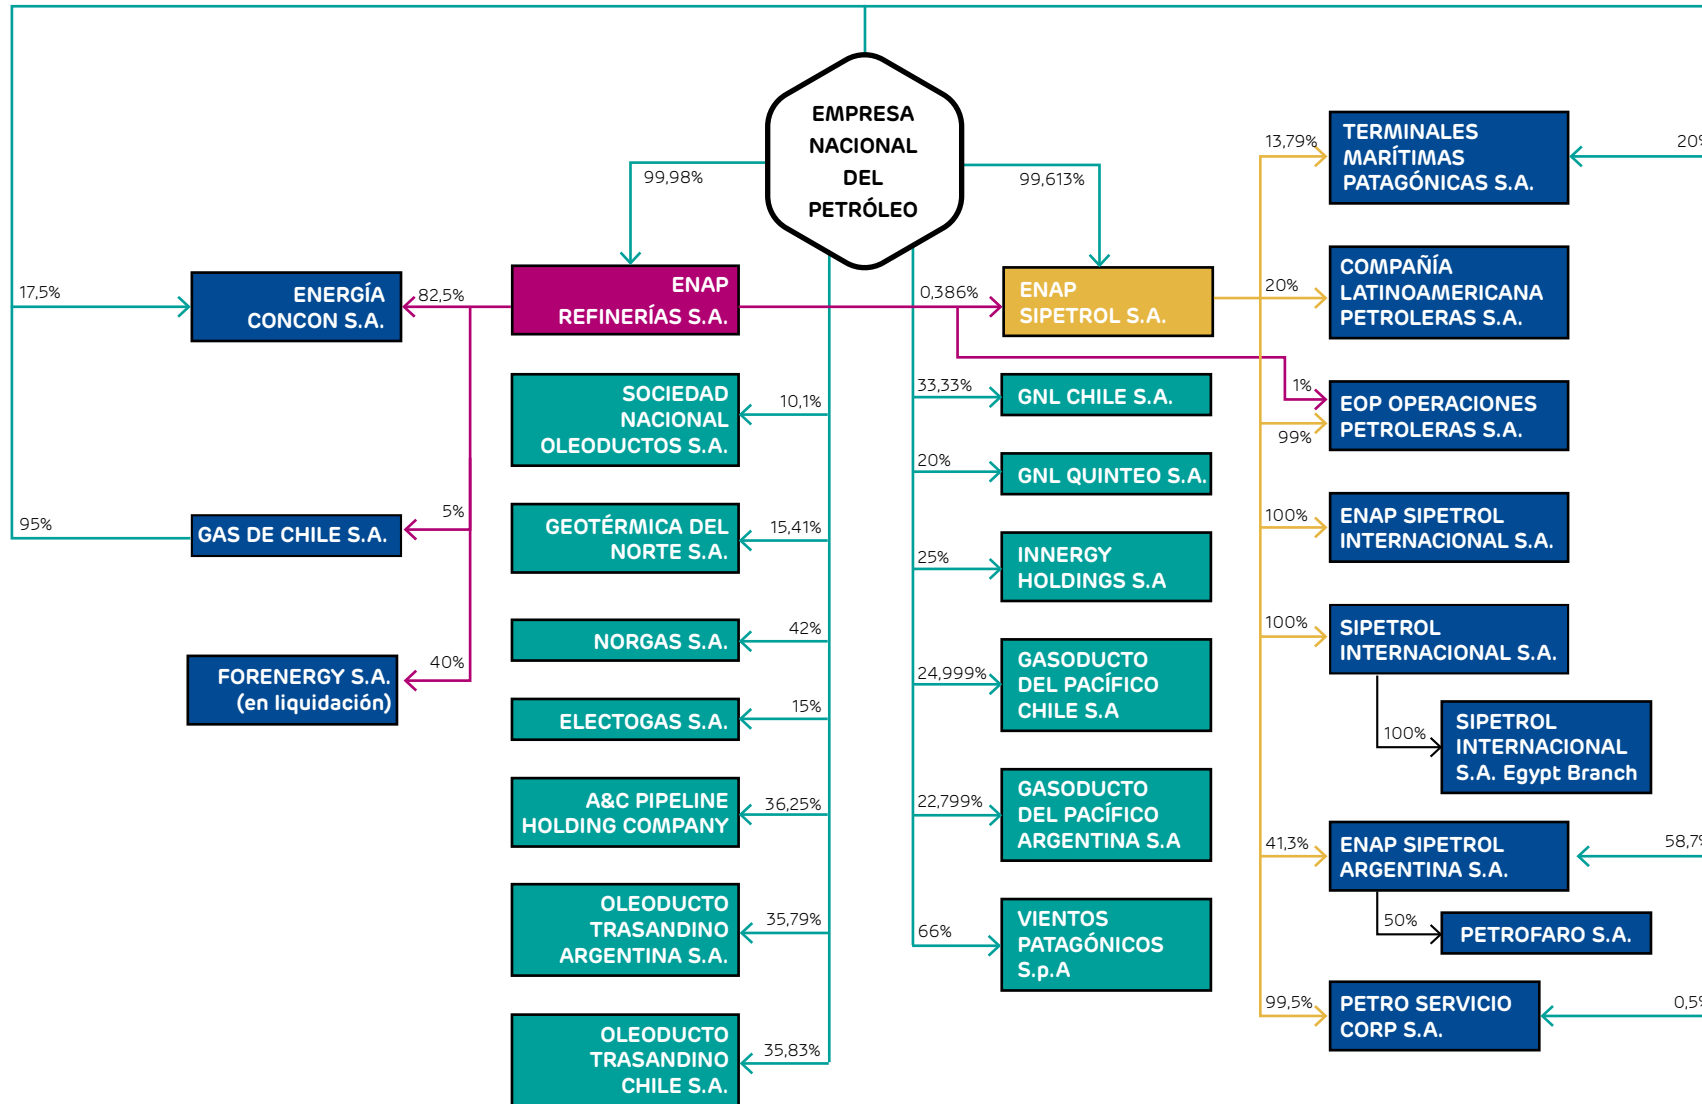 EMPRESA
NACIONAL
DEL
PETRÓLEO
99,98%
99,613%
17,5%
ENERGÍA
CONCON S.A.
82,5%
ENAP
REFINERÍAS S.A.
0,386%
ENAP
SIPETROL S.A.
95%
GAS DE CHILE S.A.
5%
FORENERGY S.A.
(en liquidación)
40%
SOCIEDAD
NACIONAL
OLEODUCTOS S.A.
10,1%
GEOTÉRMICA DEL
NORTE S.A.
15,41%
NORGAS S.A.
42%
ELECTOGAS S.A.
15%
A&C PIPELINE
HOLDING COMPANY
36,25%
OLEODUCTO
TRASANDINO
ARGENTINA S.A.
35,79%
OLEODUCTO
TRASANDINO
CHILE S.A.
35,83%
33,33%
GNL CHILE S.A.
20%
GNL QUINTEO S.A.
25%
INNERGY
HOLDINGS S.A
24,999%
GASODUCTO
DEL PACÍFICO
CHILE S.A
22,799%
GASODUCTO
DEL PACÍFICO
ARGENTINA S.A
66%
VIENTOS
PATAGÓNICOS
S.p.A
13,79%
TERMINALES
MARÍTIMAS
PATAGÓNICAS S.A.
20%
20%
COMPAÑÍA
LATINOAMERICANA
PETROLERAS S.A.
1%
99%
EOP OPERACIONES
PETROLERAS S.A.
100%
ENAP SIPETROL
INTERNACIONAL S.A.
100%
SIPETROL
INTERNACIONAL S.A.
100%
SIPETROL
INTERNACIONAL
S.A. Egypt Branch
41,3%
ENAP SIPETROL
ARGENTINA S.A.
58,7%
50%
PETROFARO S.A.
99,5%
PETRO SERVICIO
CORP S.A.
0,5%